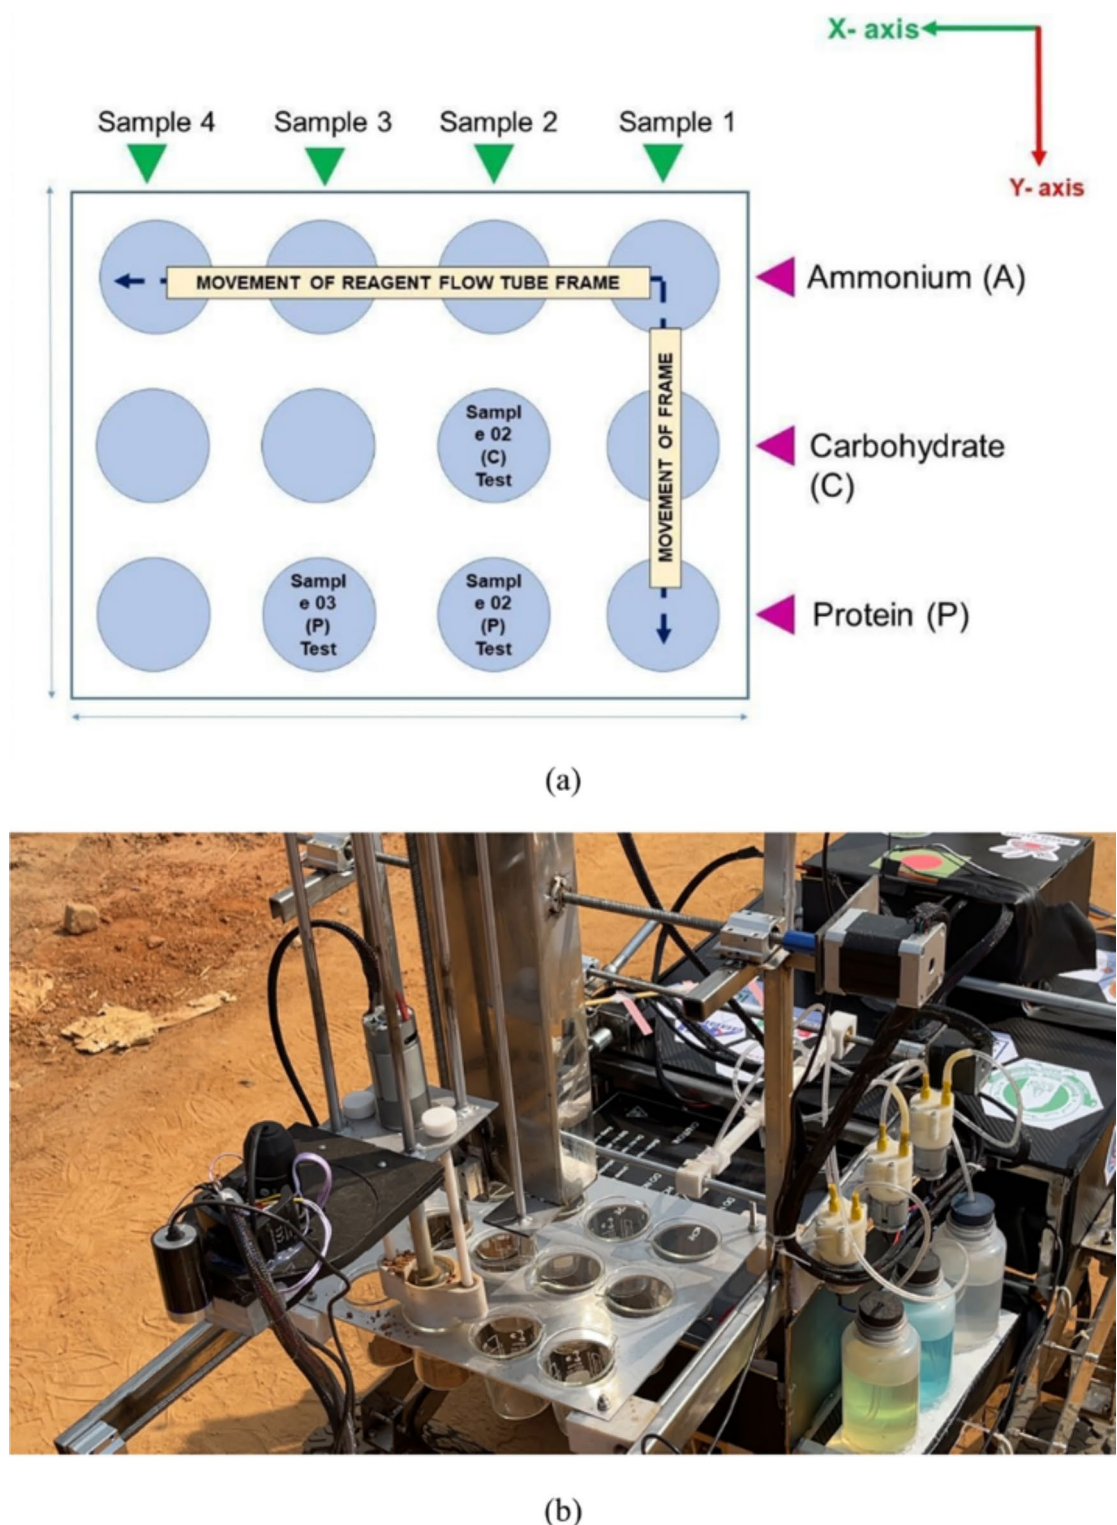 X- axis
Y- axis
Sample 4
Sample 3
Sample 2
Sample 1
MOVEMENT OF REAGENT FLOW TUBE FRAME
Ammonium (A)
MOVEMENT OF FRAME
Sampl
e 02
(C)
Test
Carbohydrate
(C)
Sampl
e 03
(P)
Test
Sampl
e 02
(P)
Test
Protein (P)
(a)
(b)